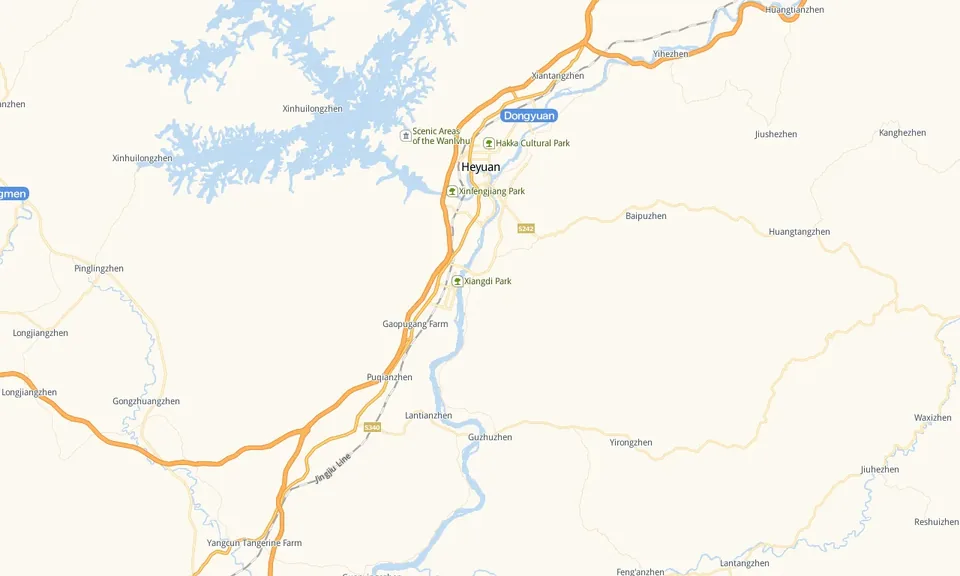 Huangtianzhen
Yihezhen
Xiantangzhen
Xinhuilongzhen
Dongyuan
Scenic Areas
of the Wanlvhu
Hakka Cultural Park
Jiushezhen
Kanghezhen
Xinhuilongzhen
Heyuan
Xinfengjiang Park
Baipuzhen
S242
Huangtangzhen
Pinglingzhen
Xiangdi Park
Gaopugang Farm
Longjiangzhen
Puqianzhen
Longjiangzhen
Gongzhuangzhen
Lantianzhen
S340
Guzhuzhen
Yirongzhen
Waxizhen
Jingjiu Line
Jiuhezhen
Reshuizhen
Yangcun Tangerine Farm
Lantangzhen
Feng'anzhen